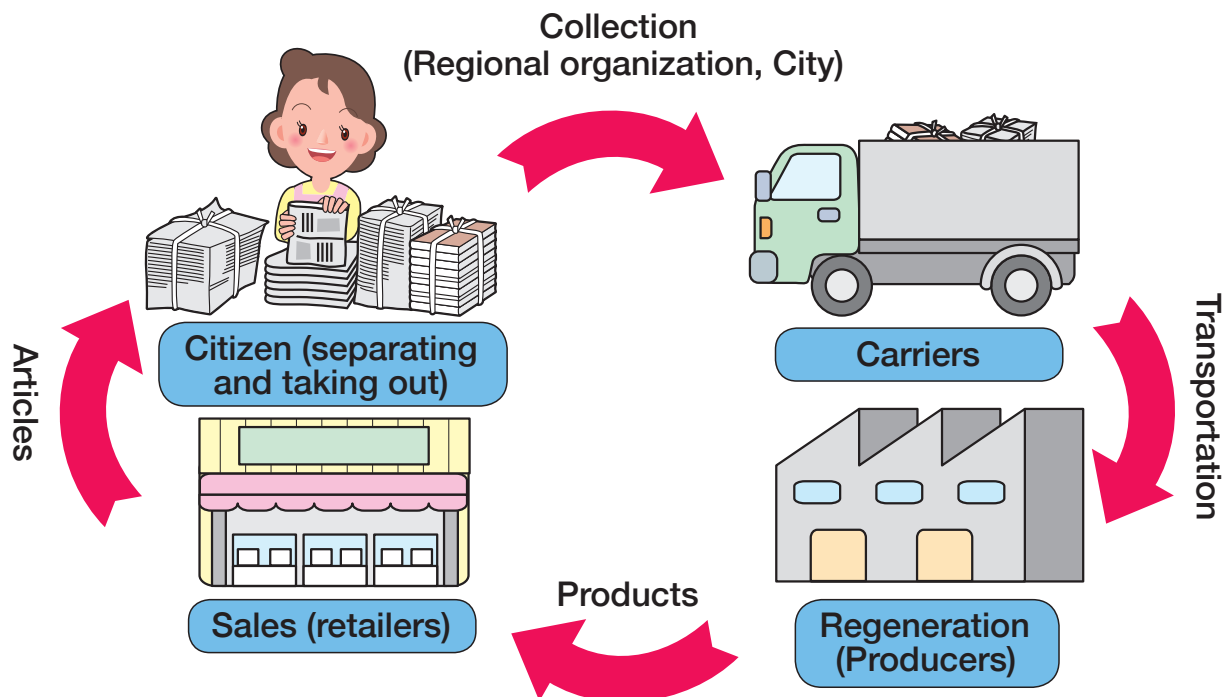 Collection
(Regional organization, City)
Citizen (separating
and taking out)
Carriers
Transportation
Articles
Sales (retailers)
Products
Regeneration
(Producers)